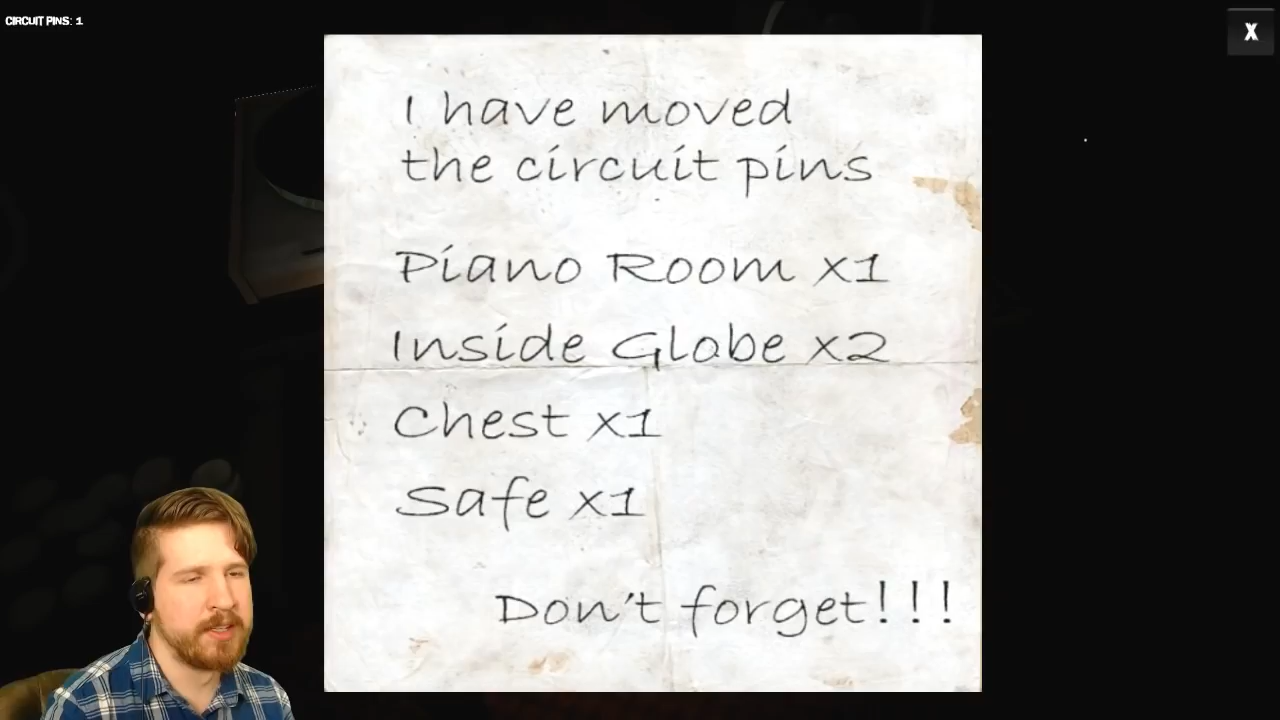 CIRCUIT PINS: 1
X
I have moved
the circuit pins
Piano Room x1
Inside Globe x2
Chest x1
Safe x1
Don't forget!!!